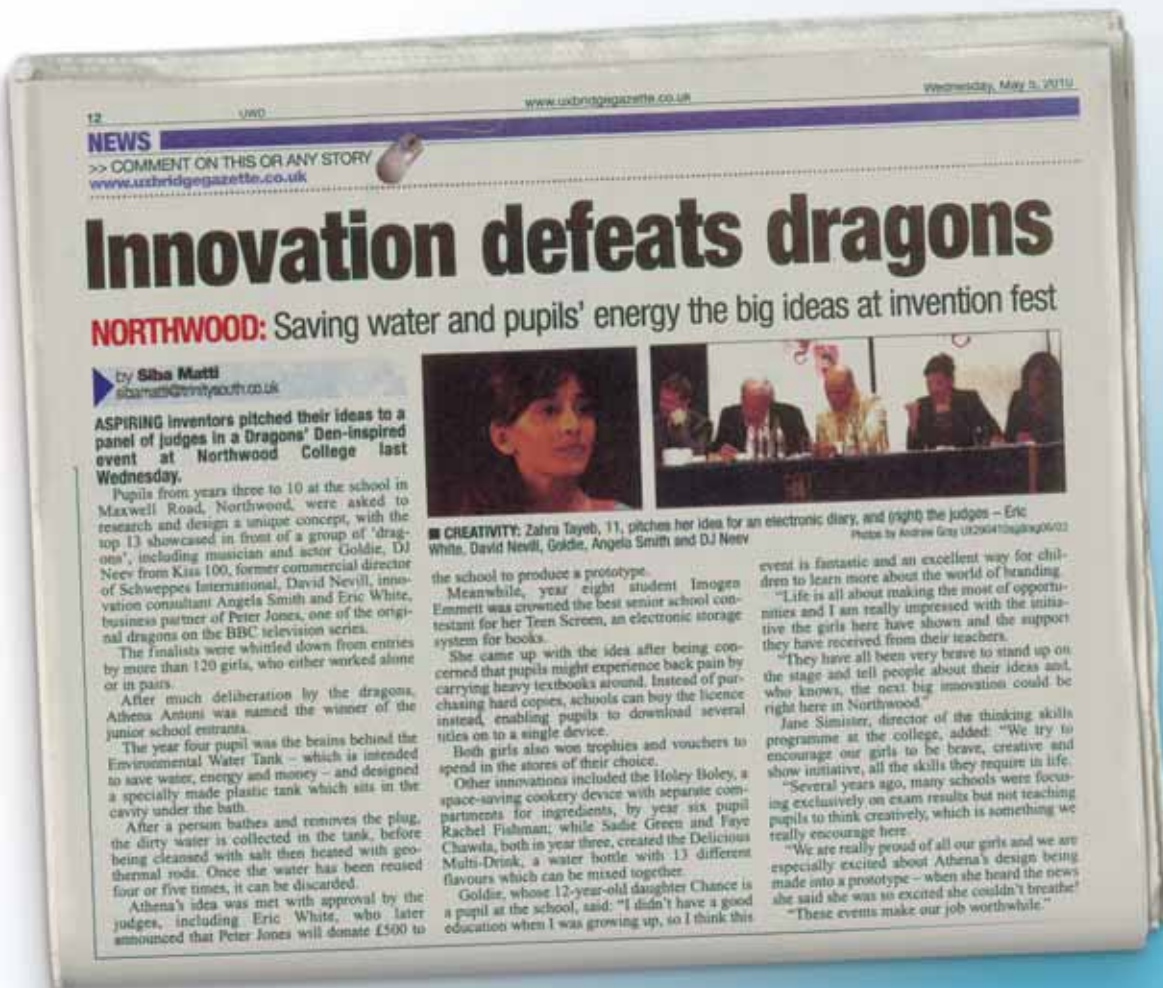 12
UWD
www.uxbridgegazette.co.uk
Wednesday, May 5, 2010
NEWS
>> COMMENT ON THIS OR ANY STORY
www.uxbridgegazette.co.uk
Innovation defeats dragons
NORTHWOOD: Saving water and pupils' energy the big ideas at invention fest
by Siba Matti
sibamatti@trinitysouth.co.uk
ASPIRING inventors pitched their ideas to a
panel of judges in a Dragons' Den-inspired
event at Northwood College last
Wednesday.
Pupils from years three to 10 at the school in
Maxwell Road, Northwood, were asked to
research and design a unique concept, with the
top 13 showcased in front of a group of 'drag-
ons', including musician and actor Goldie, DJ
Neev from Kiss 100, former commercial director
of Schweppes International, David Nevill, inno-
vation consultant Angela Smith and Eric White,
business partner of Peter Jones, one of the origi-
nal dragons on the BBC television series.
The finalists were whittled down from entries
by more than 120 girls, who either worked alone
or in pairs.
After much deliberation by the dragons,
Athena Antoni was named the winner of the
junior school entrants.
The year four pupil was the brains behind the
Environmental Water Tank – which is intended
to save water, energy and money – and designed
a specially made plastic tank which sits in the
cavity under the bath.
After a person bathes and removes the plug,
the dirty water is collected in the tank, before
being cleansed with salt then heated with geo-
thermal rods. Once the water has been reused
four or five times, it can be discarded.
Athena's idea was met with approval by the
judges, including Eric White, who later
announced that Peter Jones will donate £500 to
■ CREATIVITY: Zahra Tayeb, 11, pitches her idea for an electronic diary, and (right) the judges – Eric
White, David Nevill, Goldie, Angela Smith and DJ Neev
Photos by Andrew Gray
the school to produce a prototype.
Meanwhile, year eight student Imogen
Emmett was crowned the best senior school con-
testant for her Teen Screen, an electronic storage
system for books.
She came up with the idea after being con-
cerned that pupils might experience back pain by
carrying heavy textbooks around. Instead of pur-
chasing hard copies, schools can buy the licence
instead, enabling pupils to download several
titles on to a single device.
Both girls also won trophies and vouchers to
spend in the stores of their choice.
Other innovations included the Holey Boley, a
space-saving cookery device with separate com-
partments for ingredients, by year six pupil
Rachel Fishman; while Sadie Green and Faye
Chawda, both in year three, created the Delicious
Multi-Drink, a water bottle with 13 different
flavours which can be mixed together.
Goldie, whose 12-year-old daughter Chance is
a pupil at the school, said: "I didn't have a good
education when I was growing up, so I think this
event is fantastic and an excellent way for chil-
dren to learn more about the world of branding.
"Life is all about making the most of opportu-
nities and I am really impressed with the initia-
tive the girls here have shown and the support
they have received from their teachers.
"They have all been very brave to stand up on
the stage and tell people about their ideas and,
who knows, the next big innovation could be
right here in Northwood."
Jane Simister, director of the thinking skills
programme at the college, added: "We try to
encourage our girls to be brave, creative and
show initiative, all the skills they require in life.
"Several years ago, many schools were focus-
ing exclusively on exam results but not teaching
pupils to think creatively, which is something we
really encourage here.
"We are really proud of all our girls and we are
especially excited about Athena's design being
made into a prototype – when she heard the news
she said she was so excited she couldn't breathe!
"These events make our job worthwhile."